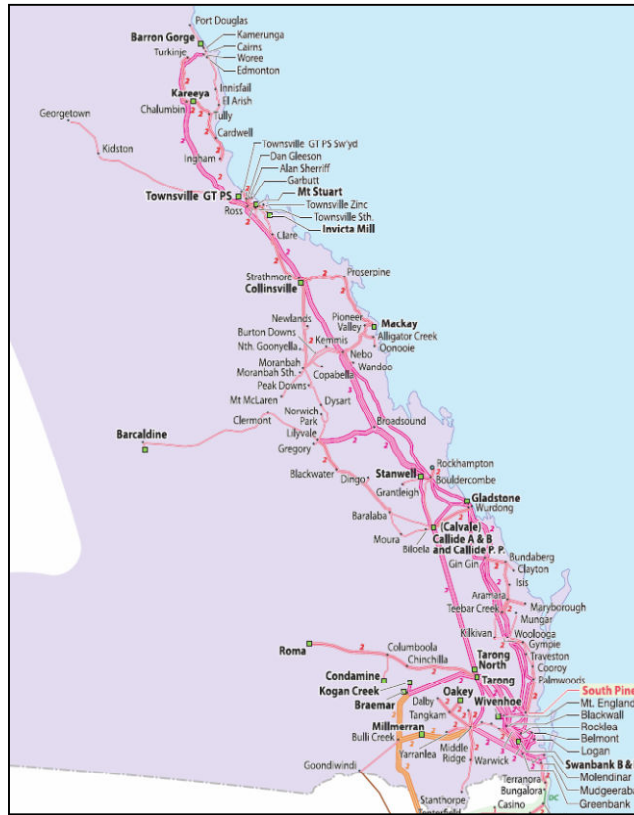 Port Douglas
Barron Gorge
Kamerunga
Cairns
Turkinje
Woree
Edmonton
Innisfail
Kareeya
El Arish
Chalumbin
Tully
Georgetown
Cardwell
Kidston
Ingham
Townsville GT PS Sw'yd
Dan Gleeson
Alan Sherriff
Garbutt
Townsville GT PS
Mt Stuart
Ross
Townsville Zinc
Townsville Sth.
Invicta Mill
Clare
Strathmore
Proserpine
Collinsville
Newlands
Pioneer
Valley
Mackay
Burton Downs
Alligator Creek
Nth. Goonyella
Kemmis
Oonooie
Nebo
Moranbah
Wandoo
Moranbah Sth.
Copabella
Peak Downs
Mt McLaren
Dysart
Norwich
Park
Clermont
Broadsound
Barcaldine
Lilyvale
Gregory
Rockhampton
Blackwater
Dingo
Stanwell
Bouldercombe
Grantleigh
Gladstone
Wurdong
Baralaba
(Calvale)
Callide A & B
and Callide P. P.
Moura
Biloela
Gin Gin
Bundaberg
Clayton
Isis
Aramara
Maryborough
Teebar Creek
Mungar
Kilkivan
Woolooga
Gympie
Roma
Columboola
Tarong
North
Traveston
Chinchilla
Cooroy
Condamine
Tarong
Palmwoods
Kogan Creek
Oakey
Wivenhoe
South Pine
Braemar
Dalby
Mt. England
Tangkam
Blackwall
Millmerran
Rocklea
Bulli Creek
Belmont
Yarranlea
Middle
Ridge
Logan
Warwick
Swanbank B &
Goondiwindi
Molendinar
Terranora
Mudgeeraba
Bungalora
Greenbank
Stanthorpe
Casino
DC